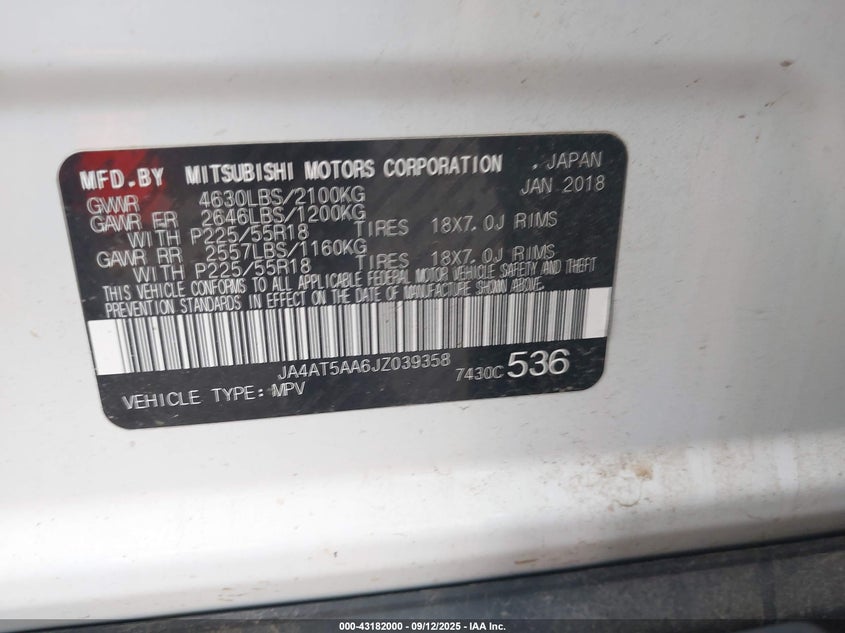 MFD.BY MITSUBISHI MOTORS CORPORATION . JAPAN
JAN 2018
GVWR 4630LBS/2100KG
GAWR FR 2646LBS/1200KG
WITH P225/55R18 TIRES 18X7.0J RIMS
GAWR RR 2557LBS/1160KG
WITH P225/55R18 TIRES 18X7.0J RIMS
THIS VEHICLE CONFORMS TO ALL APPLICABLE FEDERAL MOTOR VEHICLE SAFETY AND THEFT
PREVENTION STANDARDS IN EFFECT ON THE DATE OF MANUFACTURE SHOWN ABOVE.
JA4AT5AA6JZ039358
7430C 536
VEHICLE TYPE: MPV
000-43182000 - 09/12/2025 - IAA Inc.